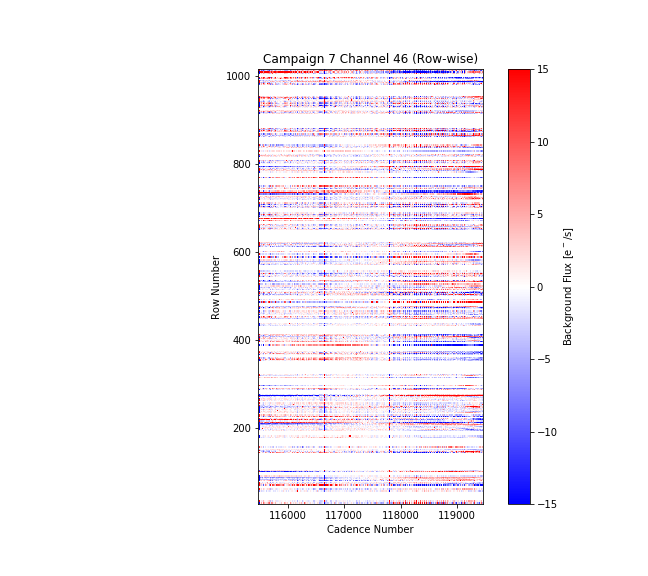 Campaign 7 Channel 46 (Row-wise)
1000
800
600
400
200
Row Number
116000 117000 118000 119000
Cadence Number
15
10
5
0
−5
−10
−15
Background Flux [e⁻/s]